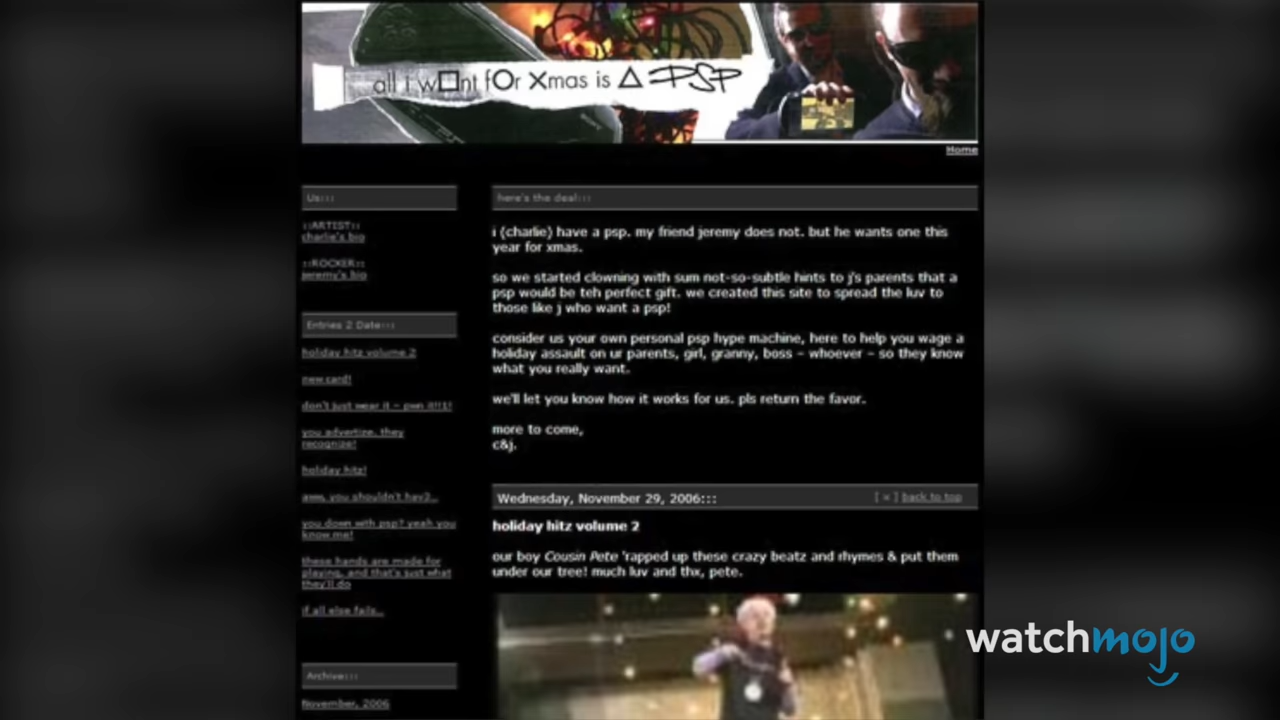 all i w□nt fOr Xmas is △ PSP
Home
Us:::
::ARTIST::
charlie's bio
::ROCKER::
jeremy's bio
Entries 2 Date:::
holiday hitz volume 2
new card!
don't just wear it – pwn it!!1!
you advertize. they
recognize!
holiday hitz!
aww, you shouldn't hav3...
you down with psp? yeah you
know me!
these hands are made for
playing, and that's just what
they'll do
if all else fails...
Archive:::
November, 2006
here's the deal:::
i (charlie) have a psp. my friend jeremy does not. but he wants one this
year for xmas.
so we started clowning with sum not-so-subtle hints to j's parents that a
psp would be teh perfect gift. we created this site to spread the luv to
those like j who want a psp!
consider us your own personal psp hype machine, here to help you wage a
holiday assault on ur parents, girl, granny, boss – whoever – so they know
what you really want.
we'll let you know how it works for us. pls return the favor.
more to come,
c&j.
Wednesday, November 29, 2006:::
[ × ] back to top
holiday hitz volume 2
our boy Cousin Pete 'rapped up these crazy beatz and rhymes & put them
under our tree! much luv and thx, pete.
watchmojo